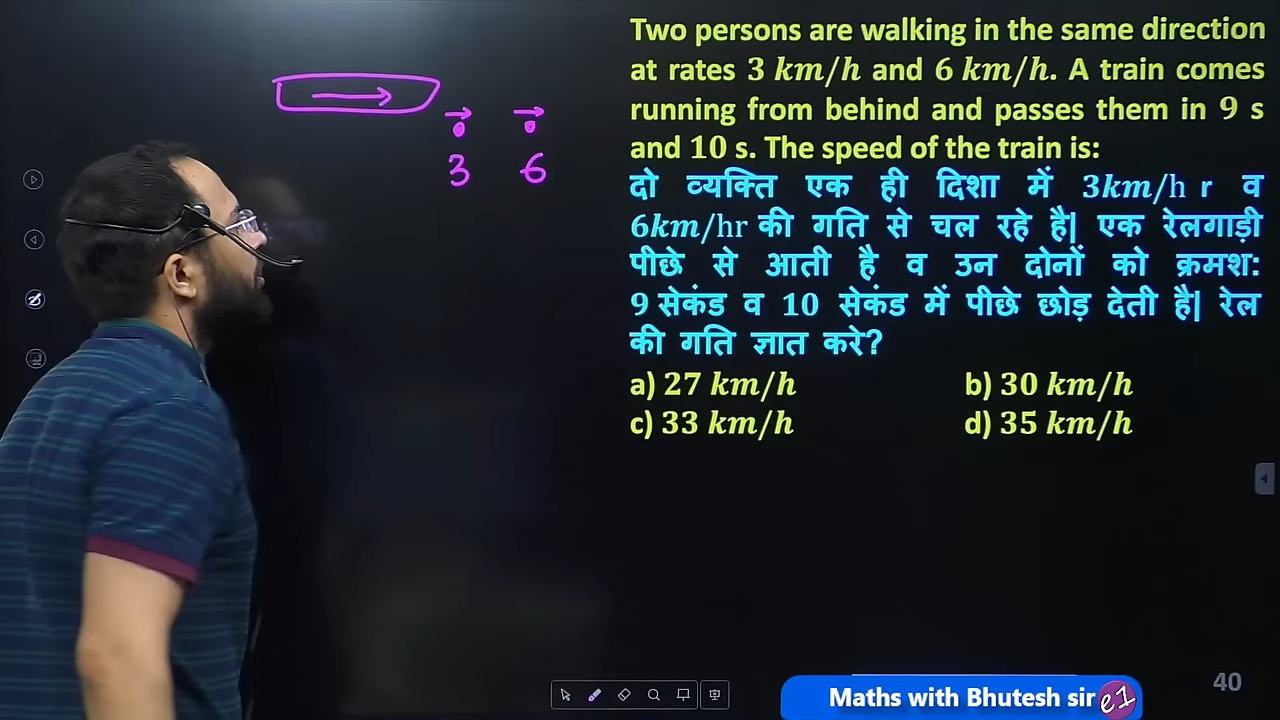 Two persons are walking in the same direction
at rates 3 km/h and 6 km/h. A train comes
running from behind and passes them in 9 s
and 10 s. The speed of the train is:
दो व्यक्ति एक ही दिशा में 3km/h r व
6km/hr की गति से चल रहे है| एक रेलगाड़ी
पीछे से आती है व उन दोनों को क्रमश:
9 सेकंड व 10 सेकंड में पीछे छोड़ देती है| रेल
की गति ज्ञात करे?
a) 27 km/h b) 30 km/h
c) 33 km/h d) 35 km/h
3 6
40
Maths with Bhutesh sir e1